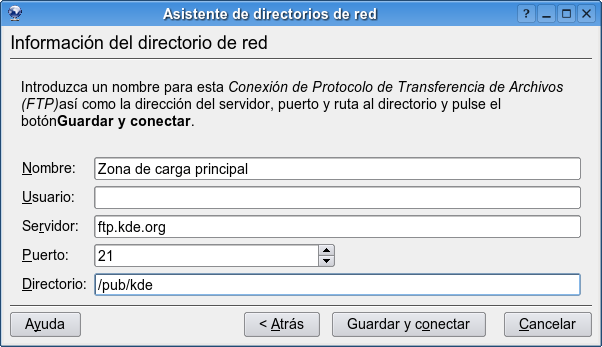 Asistente de directorios de red
Información del directorio de red
Introduzca un nombre para esta Conexión de Protocolo de Transferencia de Archivos
(FTP)así como la dirección del servidor, puerto y ruta al directorio y pulse el
botónGuardar y conectar.
Nombre: Zona de carga principal
Usuario:
Servidor: ftp.kde.org
Puerto: 21
Directorio: /pub/kde
Ayuda < Atrás Guardar y conectar Cancelar